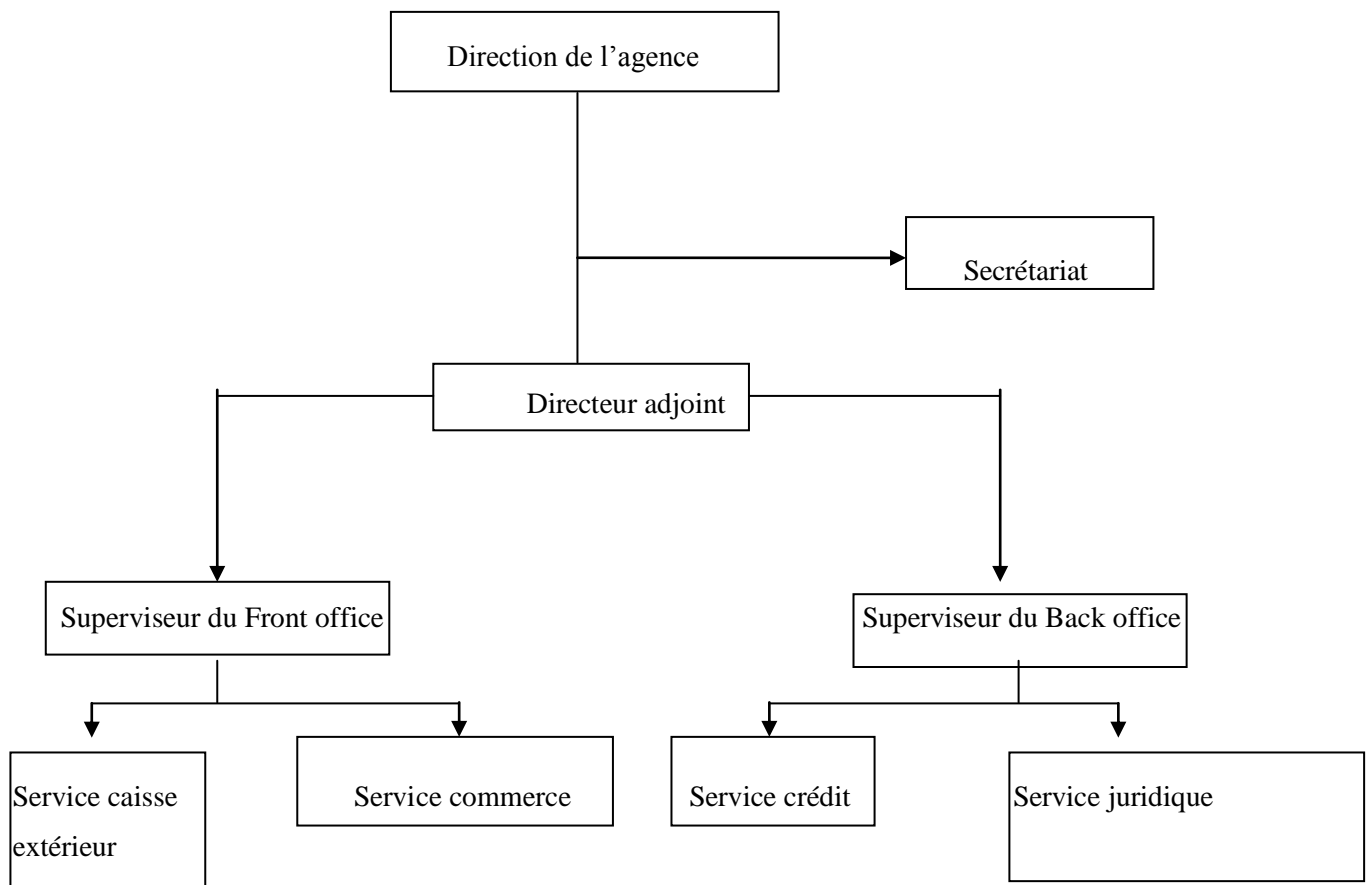 Direction de l’agence
Secrétariat
Directeur adjoint
Superviseur du Front office
Superviseur du Back office
Service caisse
extérieur
Service commerce
Service crédit
Service juridique